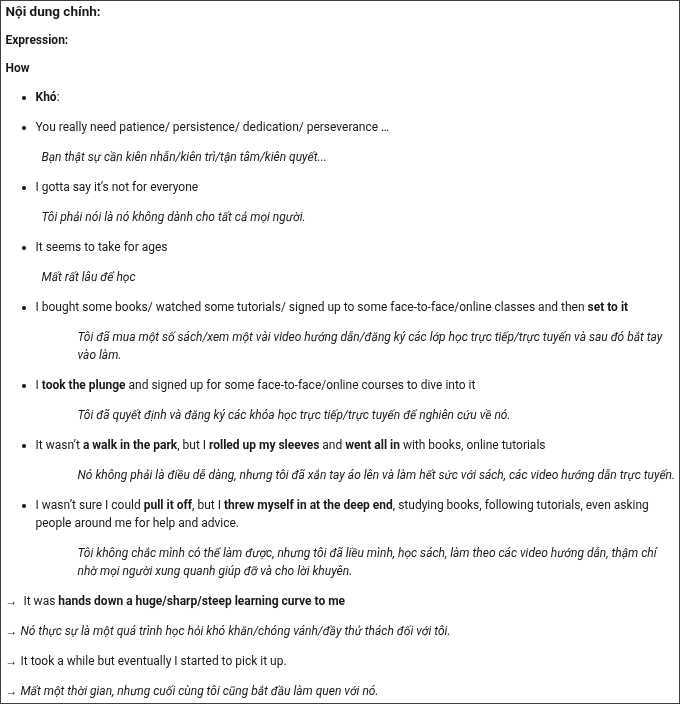 Nội dung chính:
Expression:
How
• Khó:
• You really need patience/ persistence/ dedication/ perseverance …
Bạn thật sự cần kiên nhẫn/kiên trì/tận tâm/kiên quyết...
• I gotta say it’s not for everyone
Tôi phải nói là nó không dành cho tất cả mọi người.
• It seems to take for ages
Mất rất lâu để học
• I bought some books/ watched some tutorials/ signed up to some face-to-face/online classes and then set to it
Tôi đã mua một số sách/xem một vài video hướng dẫn/đăng ký các lớp học trực tiếp/trực tuyến và sau đó bắt tay
vào làm.
• I took the plunge and signed up for some face-to-face/online courses to dive into it
Tôi đã quyết định và đăng ký các khóa học trực tiếp/trực tuyến để nghiên cứu về nó.
• It wasn’t a walk in the park, but I rolled up my sleeves and went all in with books, online tutorials
Nó không phải là điều dễ dàng, nhưng tôi đã xắn tay áo lên và làm hết sức với sách, các video hướng dẫn trực tuyến.
• I wasn’t sure I could pull it off, but I threw myself in at the deep end, studying books, following tutorials, even asking
people around me for help and advice.
Tôi không chắc mình có thể làm được, nhưng tôi đã liều mình, học sách, làm theo các video hướng dẫn, thậm chí
nhờ mọi người xung quanh giúp đỡ và cho lời khuyên.
→ It was hands down a huge/sharp/steep learning curve to me
→ Nó thực sự là một quá trình học hỏi khó khăn/chóng vánh/đầy thử thách đối với tôi.
→ It took a while but eventually I started to pick it up.
→ Mất một thời gian, nhưng cuối cùng tôi cũng bắt đầu làm quen với nó.